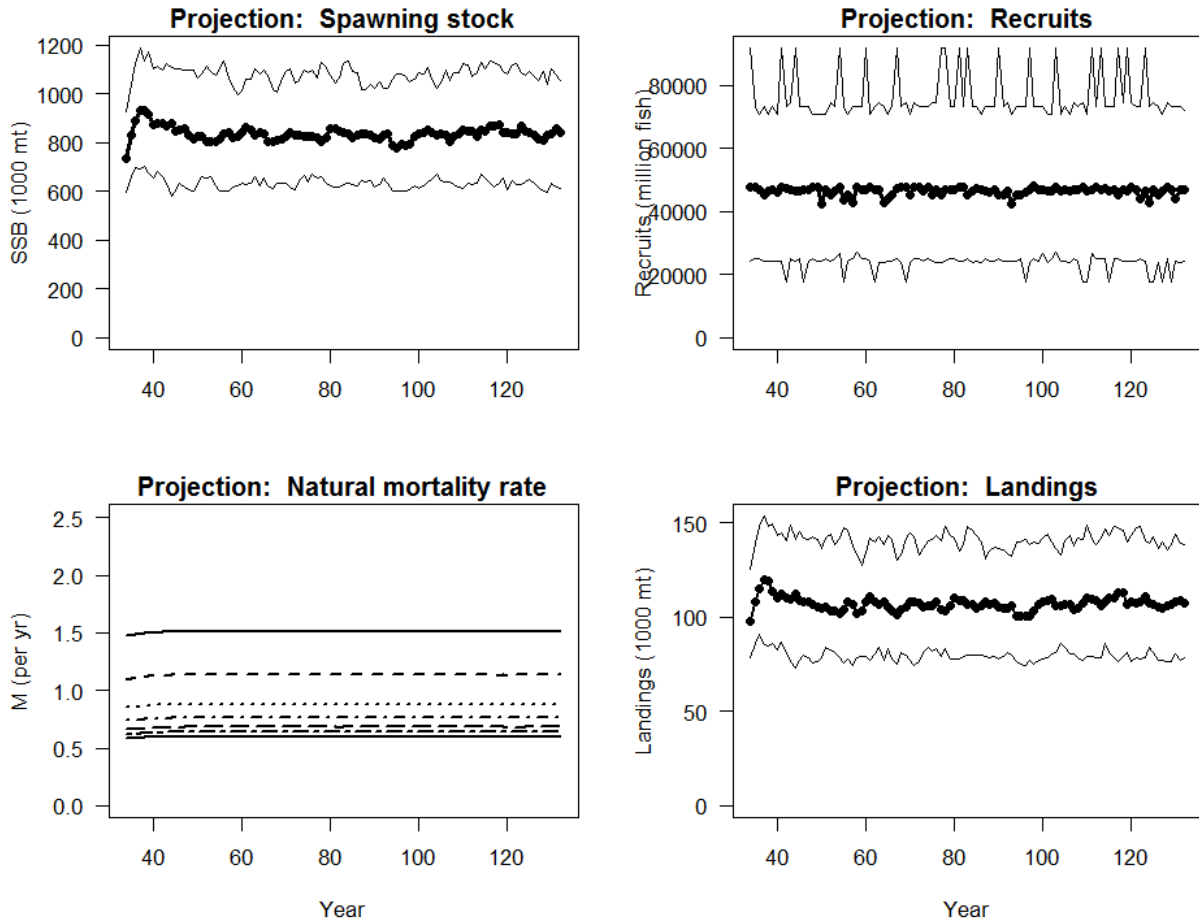 Projection:  Spawning stock
SSB (1000 mt)
1200
1000
800
600
400
200
0
40 60 80 100 120
Projection:  Recruits
Recruits (million fish)
80000
60000
40000
20000
0
40 60 80 100 120
Projection:  Natural mortality rate
M (per yr)
2.5
2.0
1.5
1.0
0.5
0.0
40 60 80 100 120
Year
Projection:  Landings
Landings (1000 mt)
150
100
50
0
40 60 80 100 120
Year